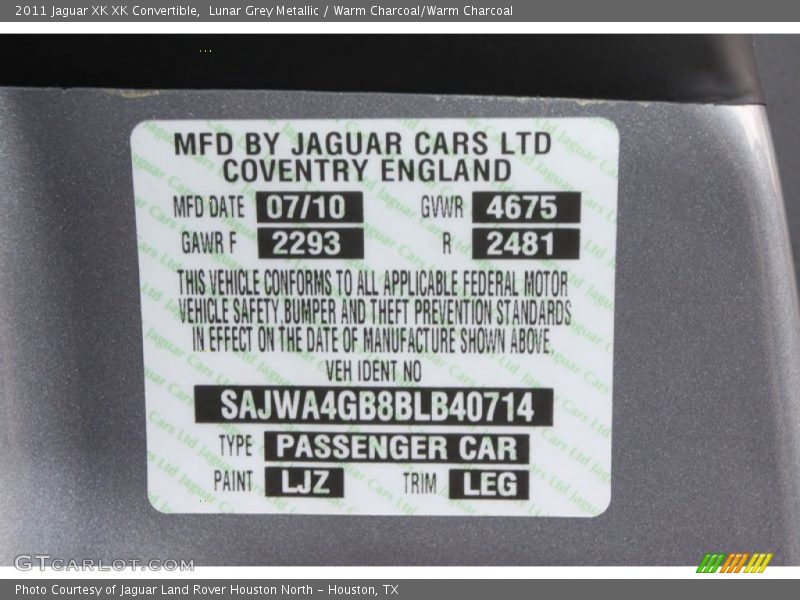 2011 Jaguar XK XK Convertible, Lunar Grey Metallic / Warm Charcoal/Warm Charcoal
MFD BY JAGUAR CARS LTD
COVENTRY ENGLAND
MFD DATE 07/10 GVWR 4675
GAWR F 2293 R 2481
THIS VEHICLE CONFORMS TO ALL APPLICABLE FEDERAL MOTOR
VEHICLE SAFETY, BUMPER AND THEFT PREVENTION STANDARDS
IN EFFECT ON THE DATE OF MANUFACTURE SHOWN ABOVE
VEH IDENT NO
SAJWA4GB8BLB40714
TYPE PASSENGER CAR
PAINT LJZ TRIM LEG
GTCarLot.com
Photo Courtesy of Jaguar Land Rover Houston North - Houston, TX